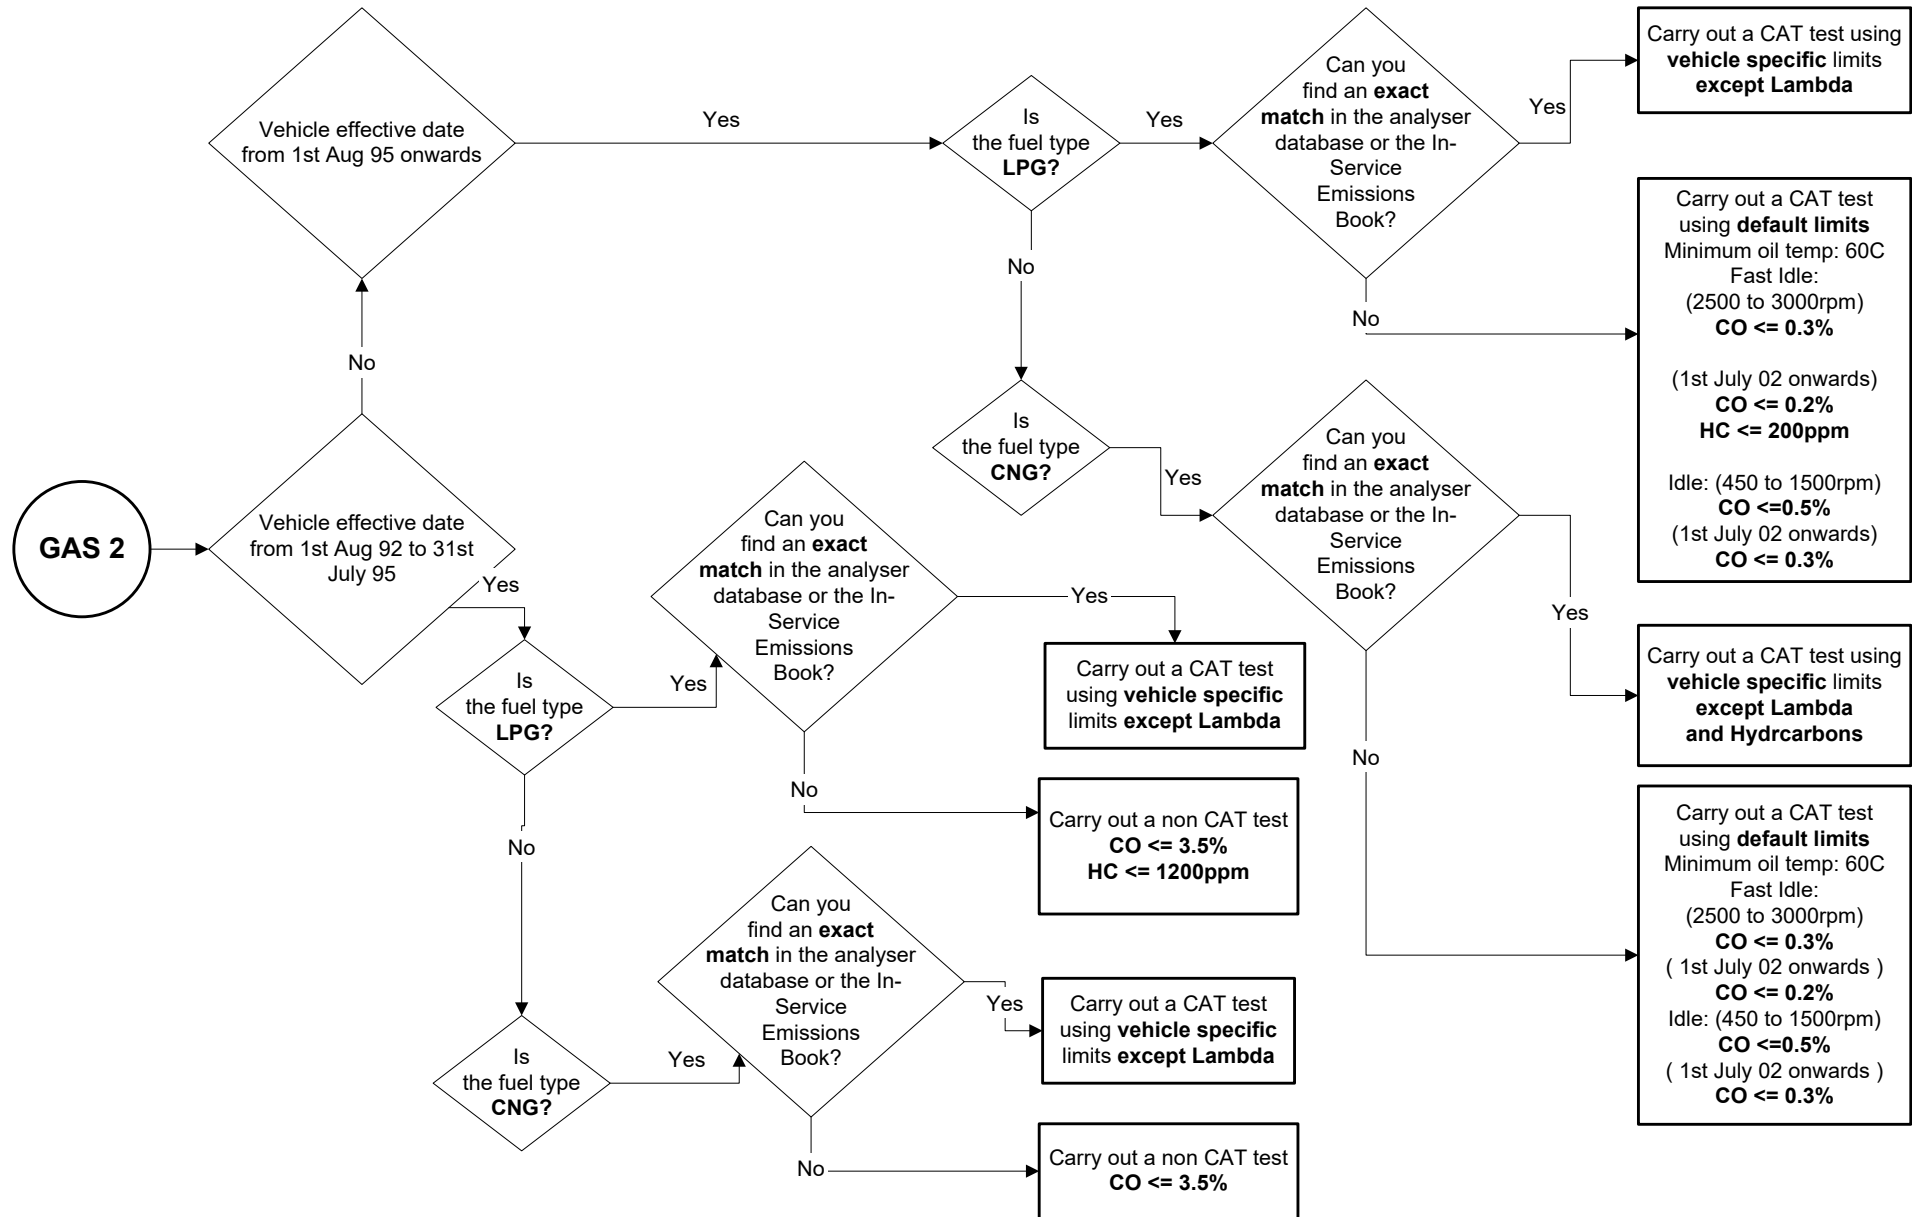 GAS 2
Vehicle effective date
from 1st Aug 92 to 31st
July 95
No
Vehicle effective date
from 1st Aug 95 onwards
Yes
Is
the fuel type
LPG?
Yes
Can you
find an exact
match in the analyser
database or the In-
Service
Emissions
Book?
Yes
Carry out a CAT test using
vehicle specific limits
except Lambda
No
Carry out a CAT test
using default limits
Minimum oil temp: 60C
Fast Idle:
(2500 to 3000rpm)
CO <= 0.3%
(1st July 02 onwards)
CO <= 0.2%
HC <= 200ppm
Idle: (450 to 1500rpm)
CO <=0.5%
(1st July 02 onwards)
CO <= 0.3%
No
Is
the fuel type
CNG?
Yes
Can you
find an exact
match in the analyser
database or the In-
Service
Emissions
Book?
Yes
Carry out a CAT test using
vehicle specific limits
except Lambda
and Hydrcarbons
No
Carry out a CAT test
using default limits
Minimum oil temp: 60C
Fast Idle:
(2500 to 3000rpm)
CO <= 0.3%
( 1st July 02 onwards )
CO <= 0.2%
Idle: (450 to 1500rpm)
CO <=0.5%
( 1st July 02 onwards )
CO <= 0.3%
Yes
Is
the fuel type
LPG?
Yes
Can you
find an exact
match in the analyser
database or the In-
Service
Emissions
Book?
Yes
Carry out a CAT test
using vehicle specific
limits except Lambda
No
Carry out a non CAT test
CO <= 3.5%
HC <= 1200ppm
No
Is
the fuel type
CNG?
Yes
Can you
find an exact
match in the analyser
database or the In-
Service
Emissions
Book?
Yes
Carry out a CAT test
using vehicle specific
limits except Lambda
No
Carry out a non CAT test
CO <= 3.5%